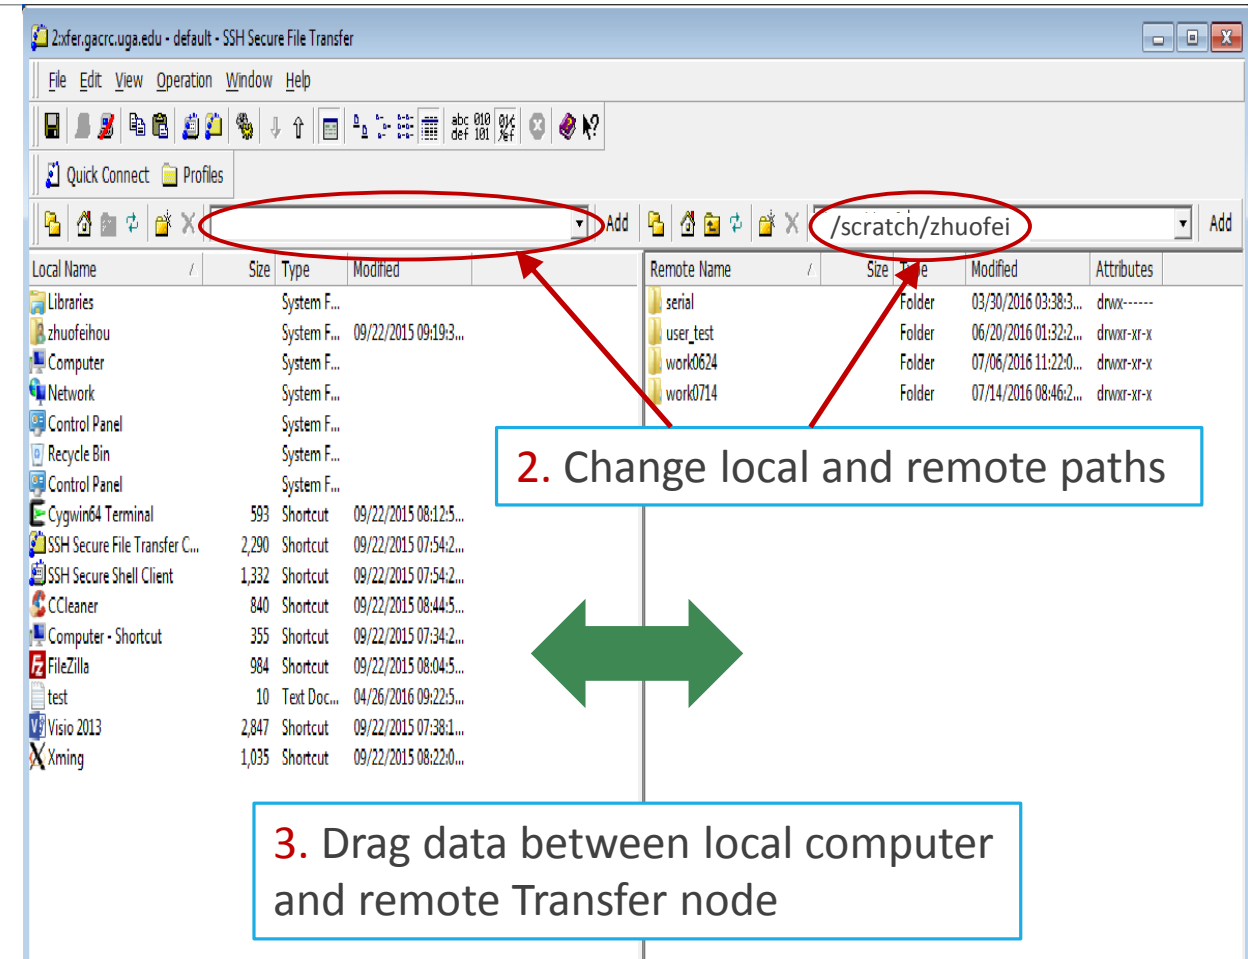 2:xfer.gacrc.uga.edu - default - SSH Secure File Transfer
File Edit View Operation Window Help
abc 010
def 101
Quick Connect Profiles
Add /scratch/zhuofei Add
Local Name / Size Type Modified Remote Name / Size Type Modified Attributes
Libraries System F... serial Folder 03/30/2016 03:38:3... drwx------
zhuofeihou System F... 09/22/2015 09:19:3... user_test Folder 06/20/2016 01:32:2... drwxr-xr-x
Computer System F... work0624 Folder 07/06/2016 11:22:0... drwxr-xr-x
Network System F... work0714 Folder 07/14/2016 08:46:2... drwxr-xr-x
Control Panel System F...
Recycle Bin System F...
2. Change local and remote paths
Control Panel System F...
Cygwin64 Terminal 593 Shortcut 09/22/2015 08:12:5...
SSH Secure File Transfer C... 2,290 Shortcut 09/22/2015 07:54:2...
SSH Secure Shell Client 1,332 Shortcut 09/22/2015 07:54:2...
CCleaner 840 Shortcut 09/22/2015 08:44:5...
Computer - Shortcut 355 Shortcut 09/22/2015 07:34:2...
FileZilla 984 Shortcut 09/22/2015 08:04:5...
test 10 Text Doc... 04/26/2016 09:22:5...
Visio 2013 2,847 Shortcut 09/22/2015 07:38:1...
Xming 1,035 Shortcut 09/22/2015 08:22:0...
3. Drag data between local computer
and remote Transfer node